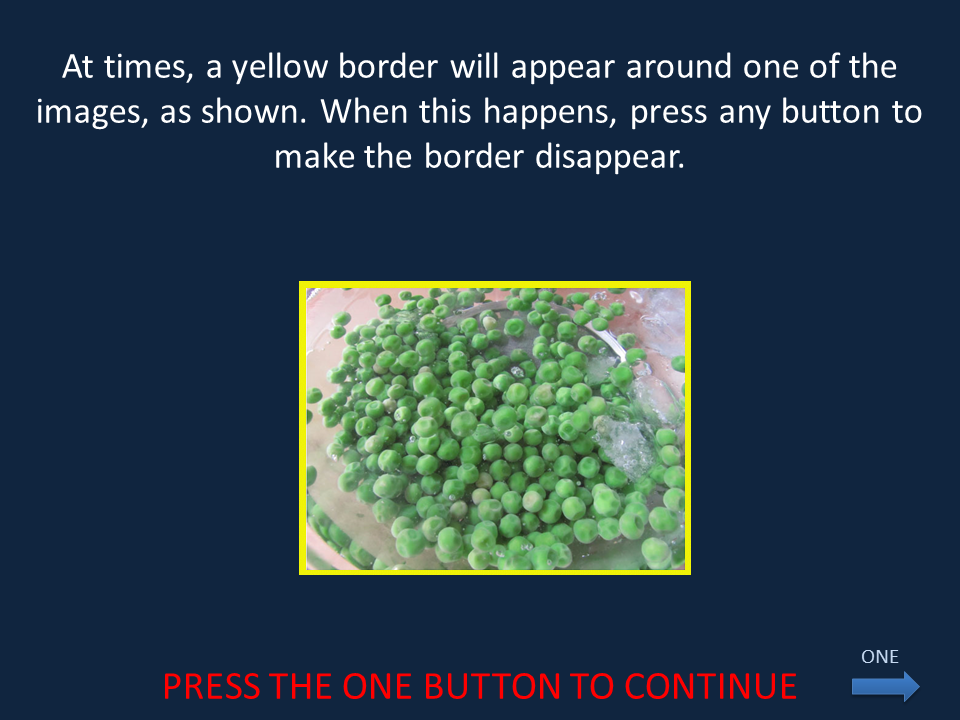 At times, a yellow border will appear around one of the
images, as shown. When this happens, press any button to
make the border disappear.
ONE
PRESS THE ONE BUTTON TO CONTINUE